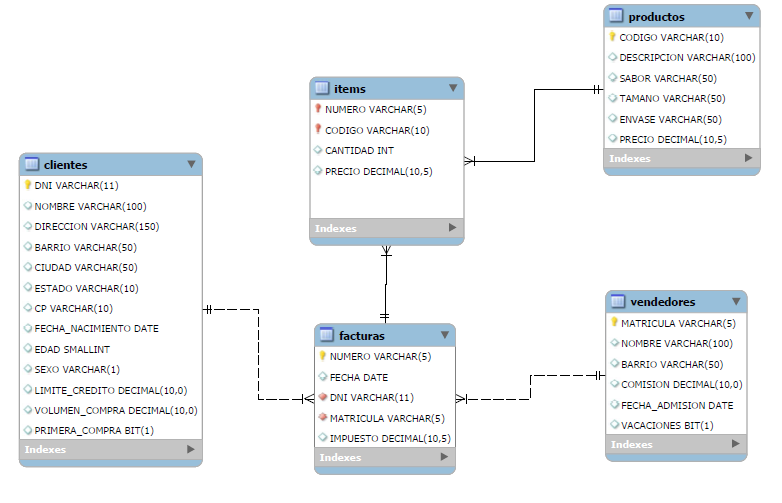 productos
CODIGO VARCHAR(10)
DESCRIPCION VARCHAR(100)
SABOR VARCHAR(50)
TAMANO VARCHAR(50)
ENVASE VARCHAR(50)
PRECIO DECIMAL(10,5)
Indexes
items
NUMERO VARCHAR(5)
CODIGO VARCHAR(10)
CANTIDAD INT
PRECIO DECIMAL(10,5)
Indexes
clientes
DNI VARCHAR(11)
NOMBRE VARCHAR(100)
DIRECCION VARCHAR(150)
BARRIO VARCHAR(50)
CIUDAD VARCHAR(50)
ESTADO VARCHAR(10)
CP VARCHAR(10)
FECHA_NACIMIENTO DATE
EDAD SMALLINT
SEXO VARCHAR(1)
LIMITE_CREDITO DECIMAL(10,0)
VOLUMEN_COMPRA DECIMAL(10,0)
PRIMERA_COMPRA BIT(1)
Indexes
facturas
NUMERO VARCHAR(5)
FECHA DATE
DNI VARCHAR(11)
MATRICULA VARCHAR(5)
IMPUESTO DECIMAL(10,5)
Indexes
vendedores
MATRICULA VARCHAR(5)
NOMBRE VARCHAR(100)
BARRIO VARCHAR(50)
COMISION DECIMAL(10,0)
FECHA_ADMISION DATE
VACACIONES BIT(1)
Indexes